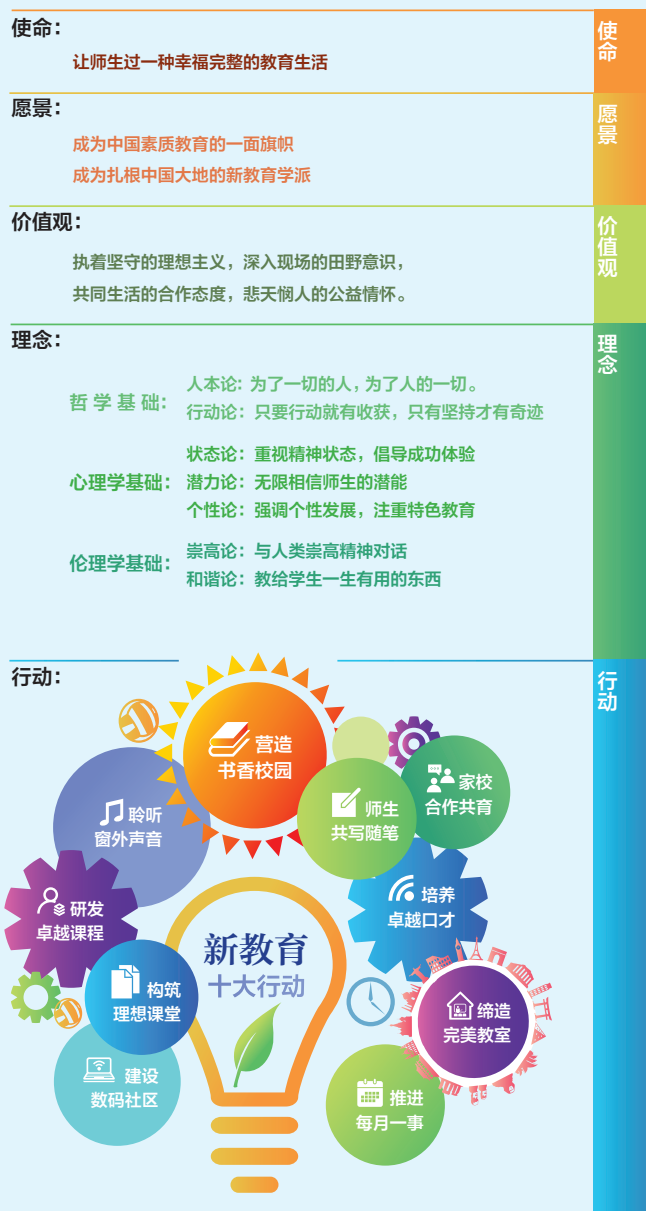 使命：
使命
让师生过一种幸福完整的教育生活
愿景：
愿景
成为中国素质教育的一面旗帜
成为扎根中国大地的新教育学派
价值观：
价值观
执着坚守的理想主义，深入现场的田野意识，
共同生活的合作态度，悲天悯人的公益情怀。
理念：
理念
哲学基础：
人本论：为了一切的人，为了人的一切。
行动论：只要行动就有收获，只有坚持才有奇迹
心理学基础：
状态论：重视精神状态，倡导成功体验
潜力论：无限相信师生的潜能
个性论：强调个性发展，注重特色教育
伦理学基础：
崇高论：与人类崇高精神对话
和谐论：教给学生一生有用的东西
行动：
行动
营造
书香校园
师生
共写随笔
家校
合作共育
聆听
窗外声音
培养
卓越口才
研发
卓越课程
新教育
十大行动
构筑
理想课堂
缔造
完美教室
建设
数码社区
推进
每月一事